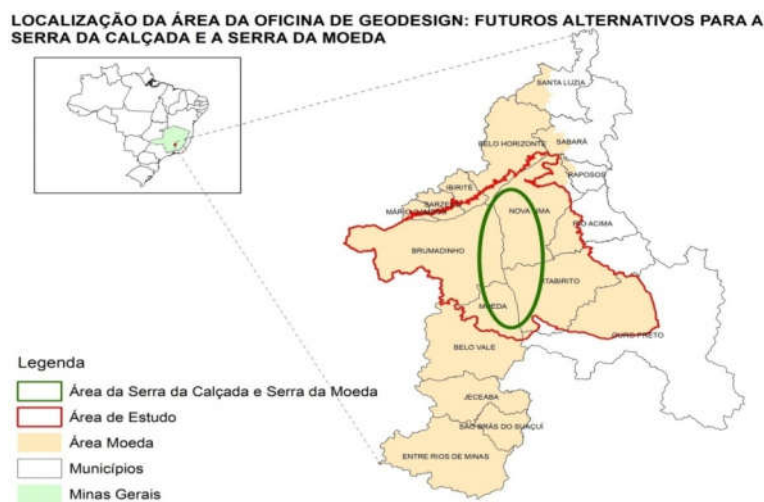 LOCALIZAÇÃO DA ÁREA DA OFICINA DE GEODESIGN: FUTUROS ALTERNATIVOS PARA A
SERRA DA CALÇADA E A SERRA DA MOEDA
SANTA LUZIA
BELO HORIZONTE
SABARÁ
IBIRITÉ
RAPOSOS
SARZEDO
MÁRIO CAMPOS
NOVA LIMA
RIO ACIMA
BRUMADINHO
ITABIRITO
MOEDA
OURO PRETO
BELO VALE
JECEABA
SÃO BRÁS DO SUAÇUÍ
ENTRE RIOS DE MINAS
Legenda
Área da Serra da Calçada e Serra da Moeda
Área de Estudo
Área Moeda
Municípios
Minas Gerais